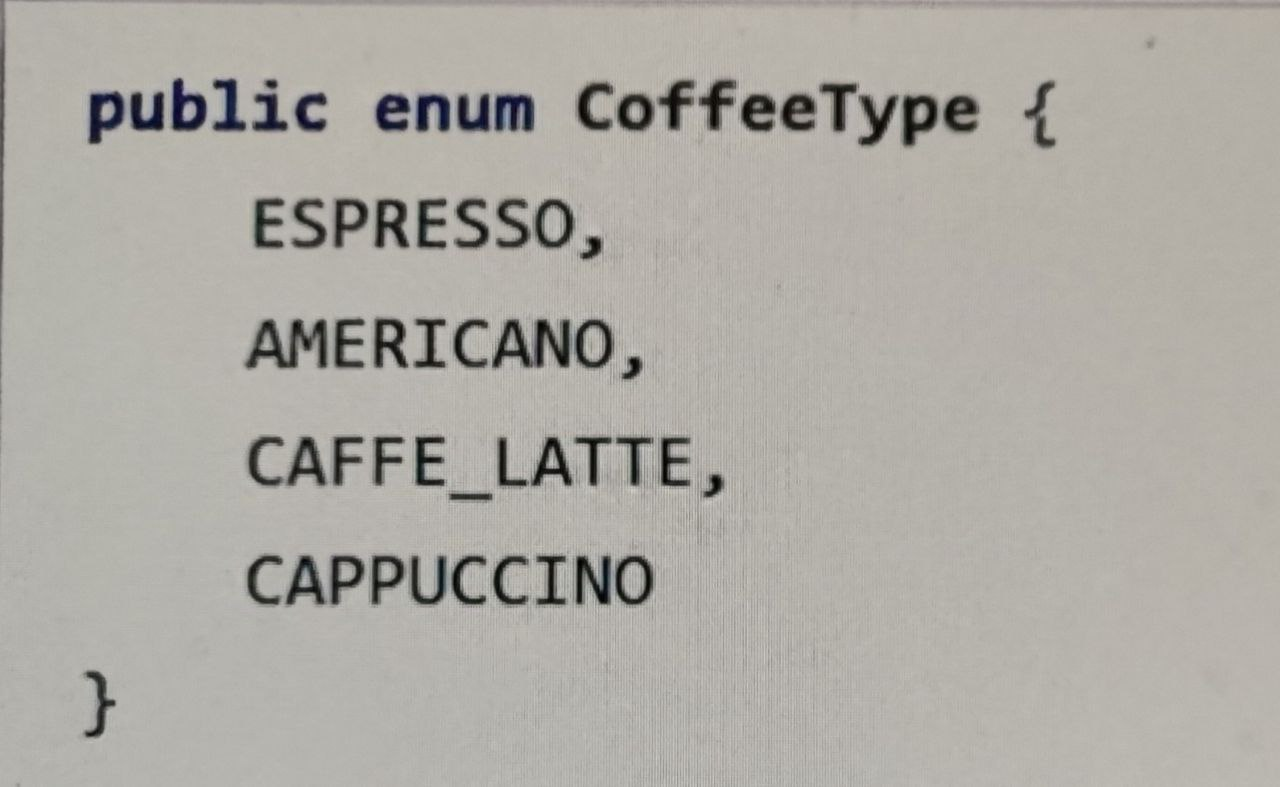 public enum CoffeeType {
ESPRESSO,
AMERICANO,
CAFFE_LATTE,
CAPPUCCINO
}